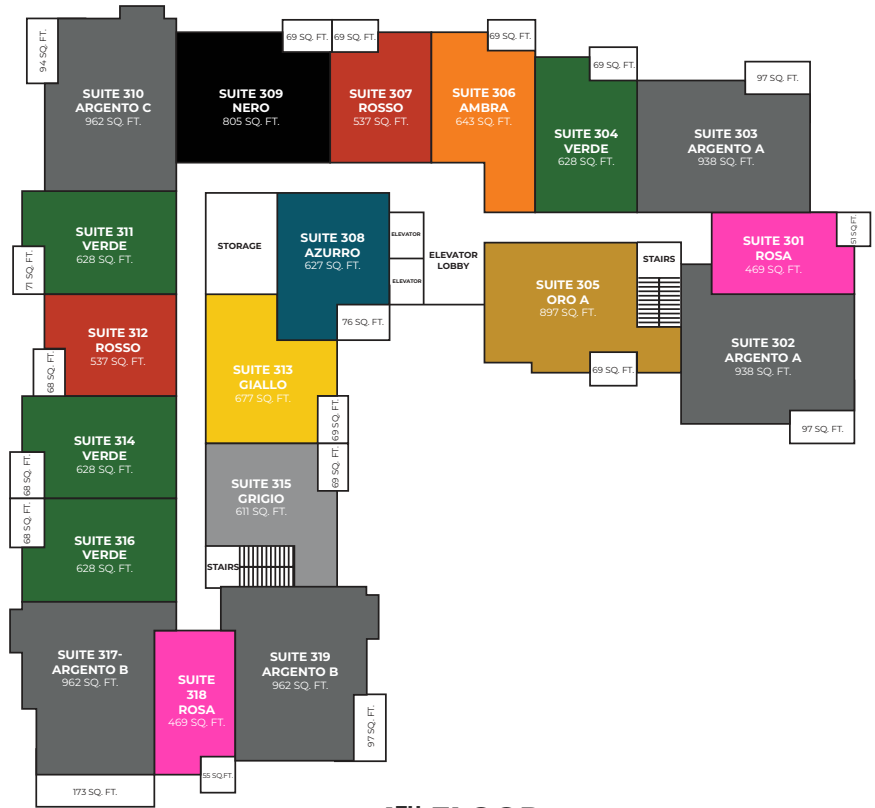 94 SQ. FT.
SUITE 310
ARGENTO C
962 SQ. FT.
69 SQ. FT.
SUITE 309
NERO
805 SQ. FT.
69 SQ. FT.
SUITE 307
ROSSO
537 SQ. FT.
69 SQ. FT.
SUITE 306
AMBRA
643 SQ. FT.
69 SQ. FT.
SUITE 304
VERDE
628 SQ. FT.
97 SQ. FT.
SUITE 303
ARGENTO A
938 SQ. FT.
SUITE 311
VERDE
628 SQ. FT.
71 SQ. FT.
STORAGE
SUITE 308
AZURRO
627 SQ. FT.
76 SQ. FT.
ELEVATOR
ELEVATOR
ELEVATOR
LOBBY
SUITE 305
ORO A
897 SQ. FT.
69 SQ. FT.
STAIRS
SUITE 301
ROSA
469 SQ. FT.
51 SQ.FT.
SUITE 302
ARGENTO A
938 SQ. FT.
97 SQ. FT.
SUITE 312
ROSSO
537 SQ. FT.
68 SQ. FT.
SUITE 313
GIALLO
677 SQ. FT.
69 SQ. FT.
SUITE 314
VERDE
628 SQ. FT.
68 SQ. FT.
SUITE 315
GRIGIO
611 SQ. FT.
69 SQ. FT.
STAIRS
SUITE 316
VERDE
628 SQ. FT.
68 SQ. FT.
SUITE 317-
ARGENTO B
962 SQ. FT.
173 SQ. FT.
SUITE
318
ROSA
469 SQ. FT.
55 SQ.FT.
SUITE 319
ARGENTO B
962 SQ. FT.
97 SQ. FT.